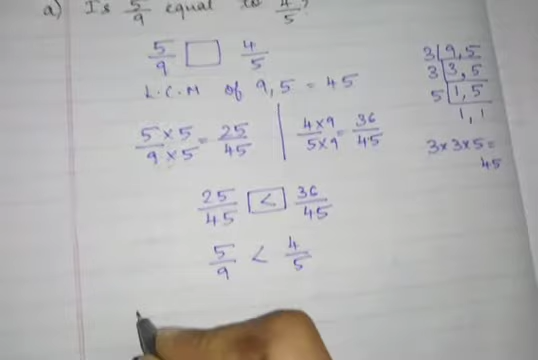 a) Is 5/9 equal to 4/5?
5/9 □ 4/5
L.C.M of 9,5 = 45
5×5/9×5 = 25/45 | 4×9/5×9 = 36/45
25/45 < 36/45
5/9 < 4/5
3 9,5
3 3,5
5 1,5
1,1
3×3×5=
45